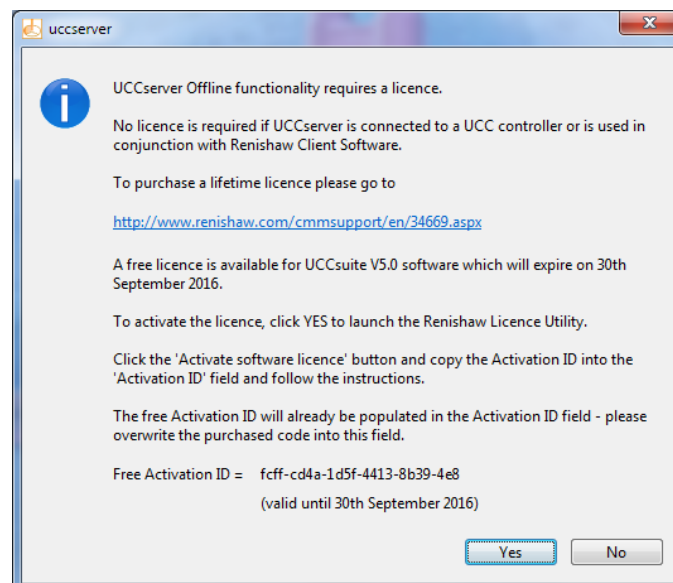 uccserver
UCCserver Offline functionality requires a licence.
No licence is required if UCCserver is connected to a UCC controller or is used in
conjunction with Renishaw Client Software.
To purchase a lifetime licence please go to
http://www.renishaw.com/cmmsupport/en/34669.aspx
A free licence is available for UCCsuite V5.0 software which will expire on 30th
September 2016.
To activate the licence, click YES to launch the Renishaw Licence Utility.
Click the 'Activate software licence' button and copy the Activation ID into the
'Activation ID' field and follow the instructions.
The free Activation ID will already be populated in the Activation ID field - please
overwrite the purchased code into this field.
Free Activation ID = fcff-cd4a-1d5f-4413-8b39-4e8
(valid until 30th September 2016)
Yes No